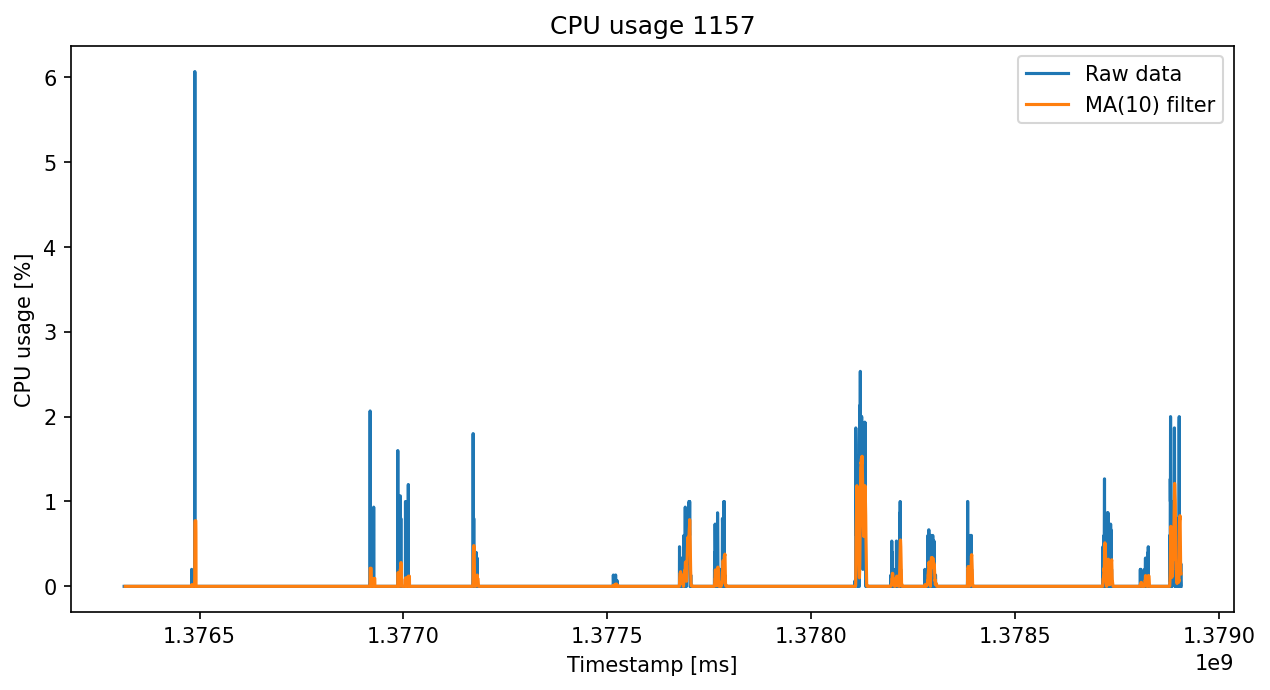 CPU usage 1157
Raw data
MA(10) filter
CPU usage [%]
6
5
4
3
2
1
0
1.3765 1.3770 1.3775 1.3780 1.3785 1.3790
1e9
Timestamp [ms]